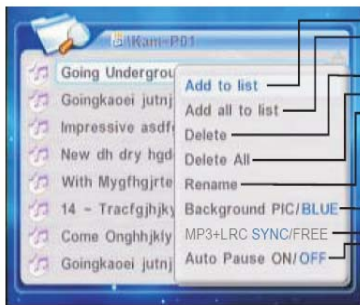 \Kam-P01
Going Undergrou
Goingkaoei jutnj
Impressive asdf
New dh dry hgd
With Mygfhgjrte
14 - Tracfgjhjky
Come Onghhjkly
Goingkaoei jutnj
Add to list
Add all to list
Delete
Delete All
Rename
Background PIC/BLUE
MP3+LRC SYNC/FREE
Auto Pause ON/OFF